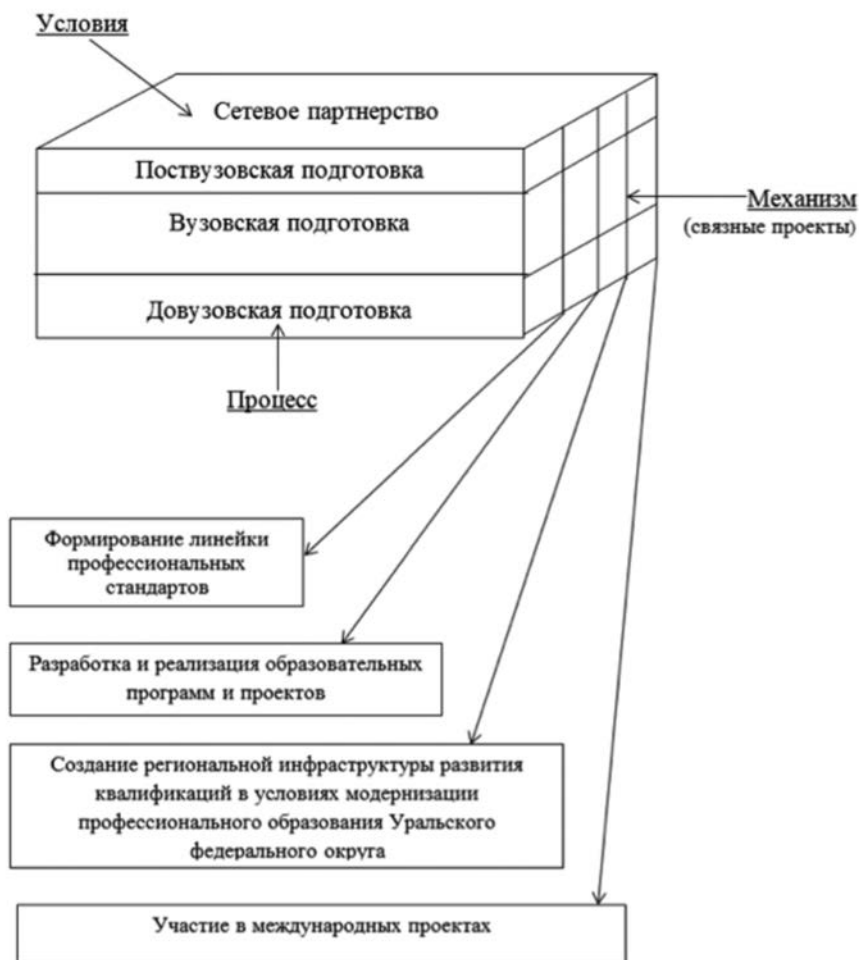 Условия
Сетевое партнерство
Поствузовская подготовка
Вузовская подготовка
Механизм
(связные проекты)
Довузовская подготовка
Процесс
Формирование линейки
профессиональных
стандартов
Разработка и реализация образовательных
программ и проектов
Создание региональной инфраструктуры развития
квалификаций в условиях модернизации
профессионального образования Уральского
федерального округа
Участие в международных проектах